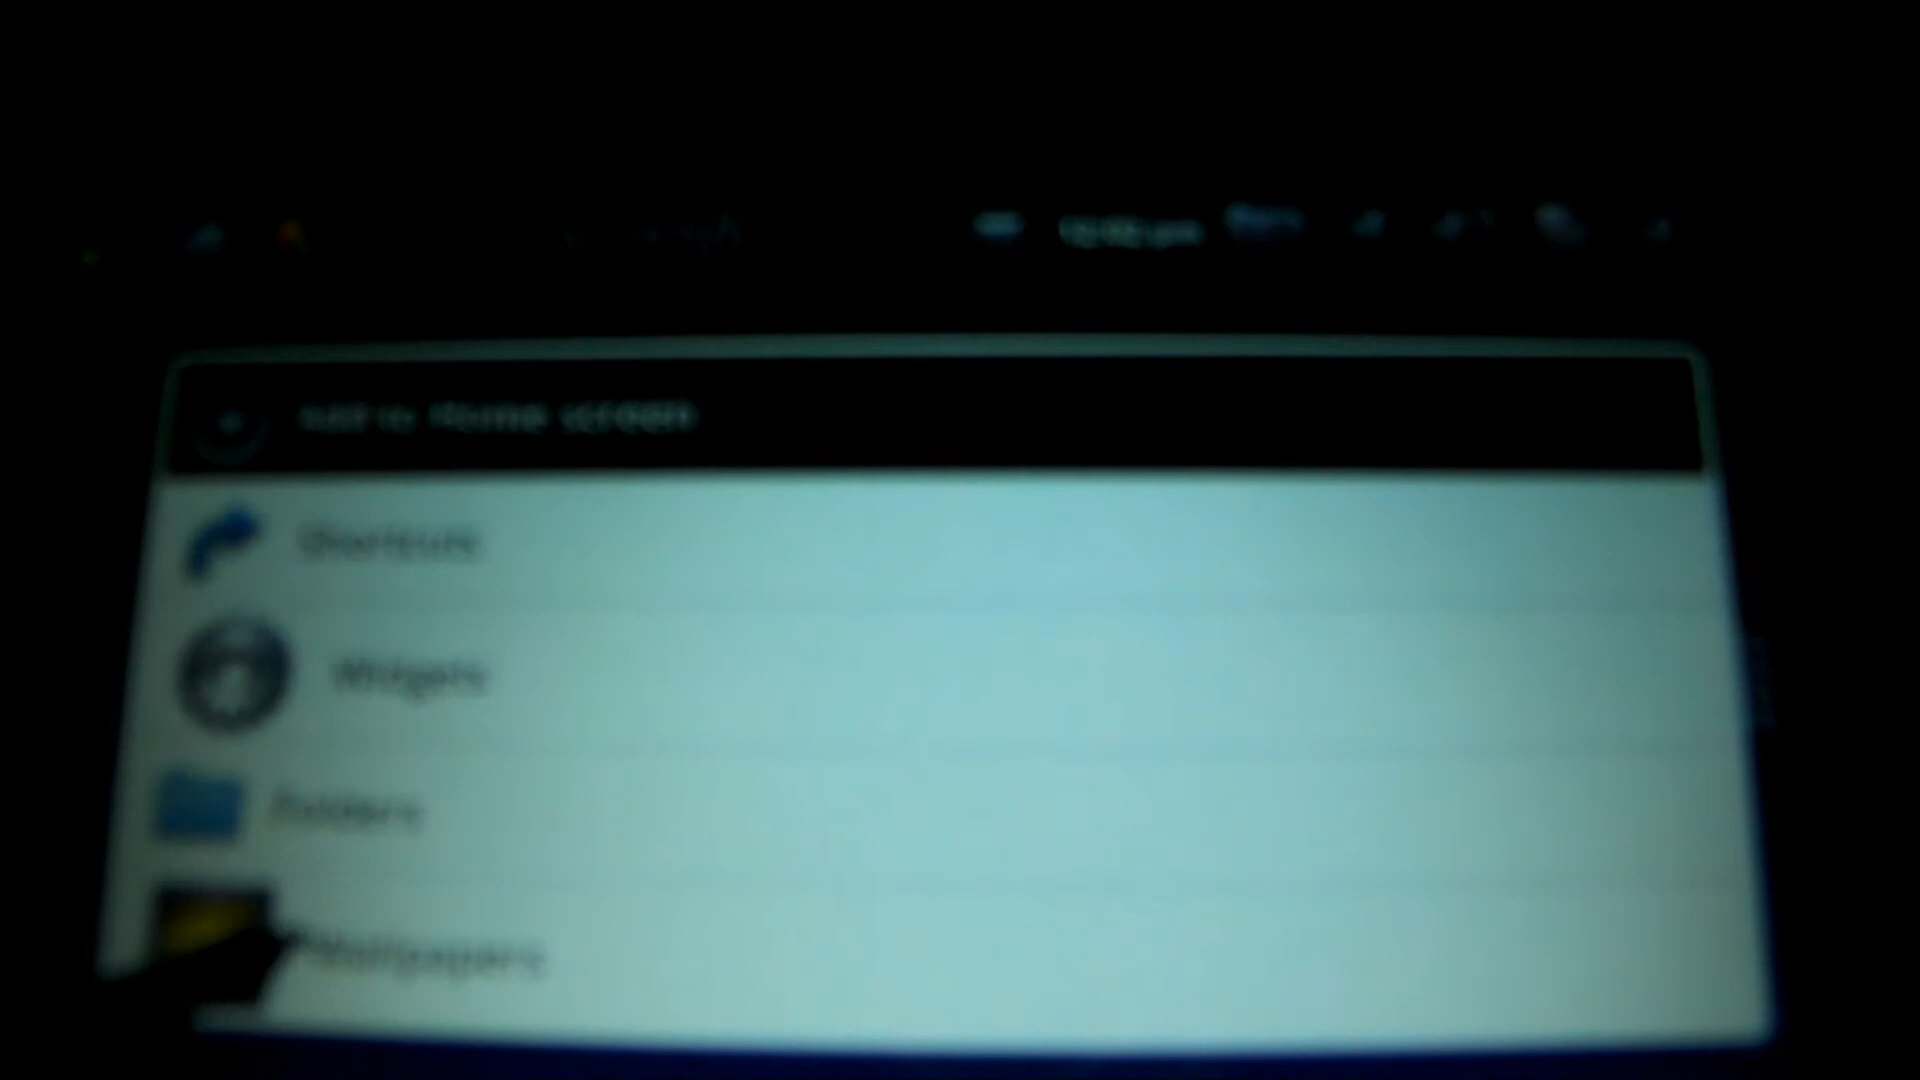 Add to Home screen
Shortcuts
Widgets
Folders
Wallpapers